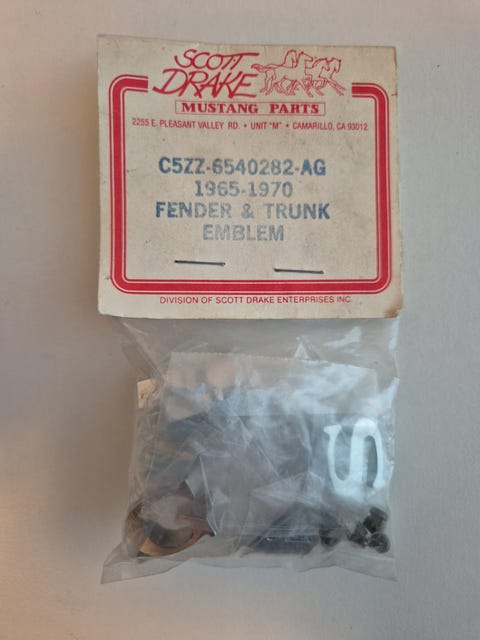 SCOTT
DRAKE
MUSTANG PARTS
2255 E. PLEASANT VALLEY RD. • UNIT "M" • CAMARILLO, CA 93012
C5ZZ-6540282-AG
1965-1970
FENDER & TRUNK
EMBLEM
DIVISION OF SCOTT DRAKE ENTERPRISES INC.
S